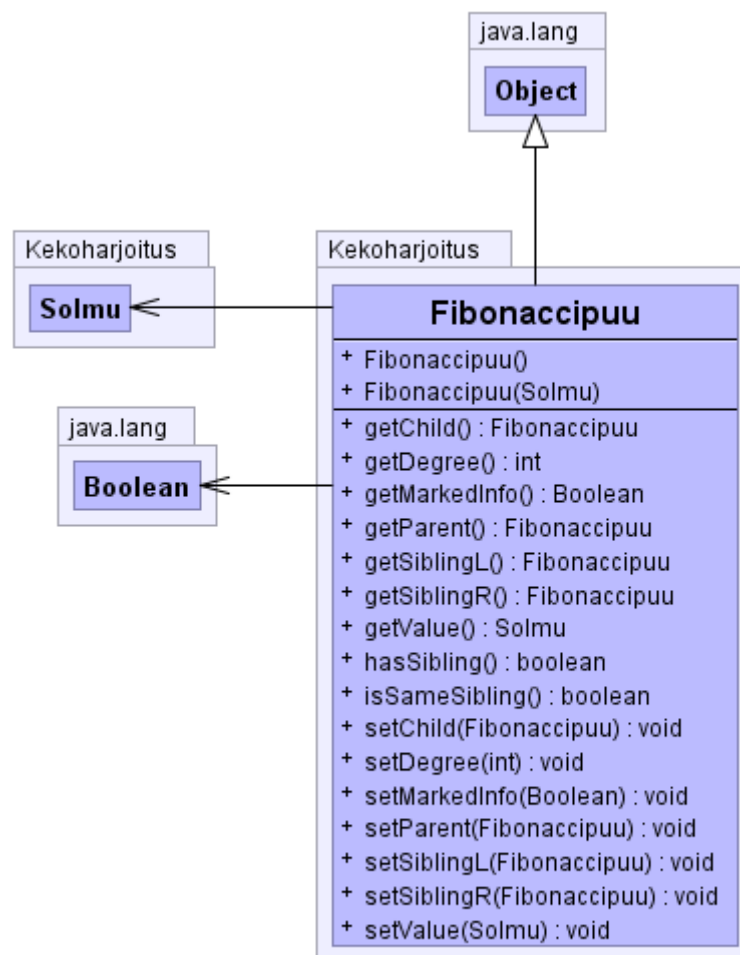 java.lang
Object
Kekoharjoitus
Solmu
Kekoharjoitus
Fibonaccipuu
+ Fibonaccipuu()
+ Fibonaccipuu(Solmu)
java.lang
Boolean
+ getChild() : Fibonaccipuu
+ getDegree() : int
+ getMarkedInfo() : Boolean
+ getParent() : Fibonaccipuu
+ getSiblingL() : Fibonaccipuu
+ getSiblingR() : Fibonaccipuu
+ getValue() : Solmu
+ hasSibling() : boolean
+ isSameSibling() : boolean
+ setChild(Fibonaccipuu) : void
+ setDegree(int) : void
+ setMarkedInfo(Boolean) : void
+ setParent(Fibonaccipuu) : void
+ setSiblingL(Fibonaccipuu) : void
+ setSiblingR(Fibonaccipuu) : void
+ setValue(Solmu) : void